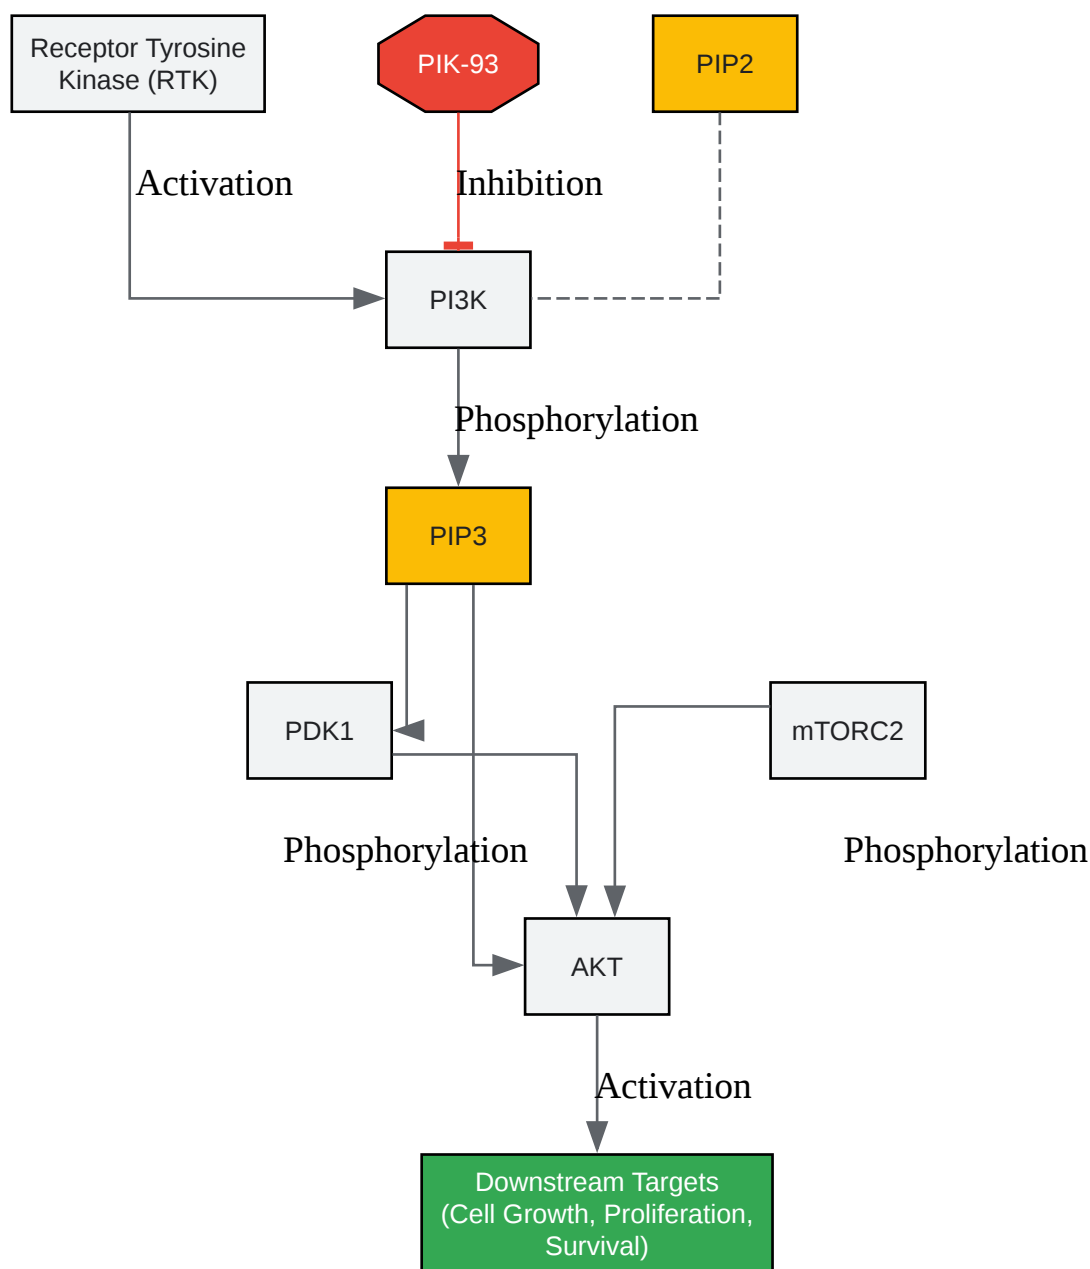 Receptor Tyrosine
Kinase (RTK)
PIK-93
PIP2
Activation
Inhibition
PI3K
Phosphorylation
PIP3
PDK1
mTORC2
Phosphorylation
Phosphorylation
AKT
Activation
Downstream Targets
(Cell Growth, Proliferation,
Survival)